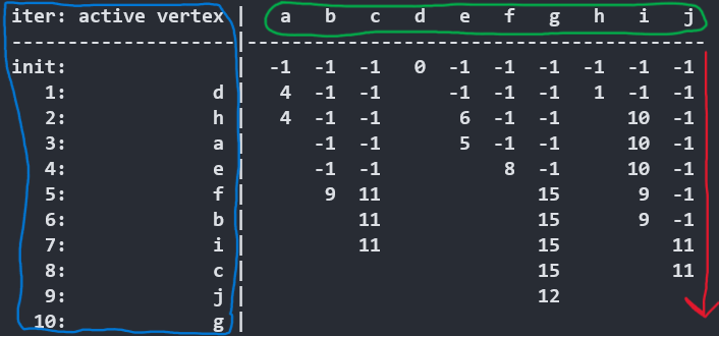 iter: active vertex | a b c d e f g h i j
--------------------|------------------------------
init: | -1 -1 -1 0 -1 -1 -1 -1 -1 -1
1: d| 4 -1 -1 -1 -1 -1 1 -1 -1
2: h| 4 -1 -1 6 -1 -1 10 -1
3: a| -1 -1 5 -1 -1 10 -1
4: e| -1 -1 8 -1 10 -1
5: f| 9 11 15 9 -1
6: b| 11 15 9 -1
7: i| 11 15 11
8: c| 15 11
9: j| 12
10: g|